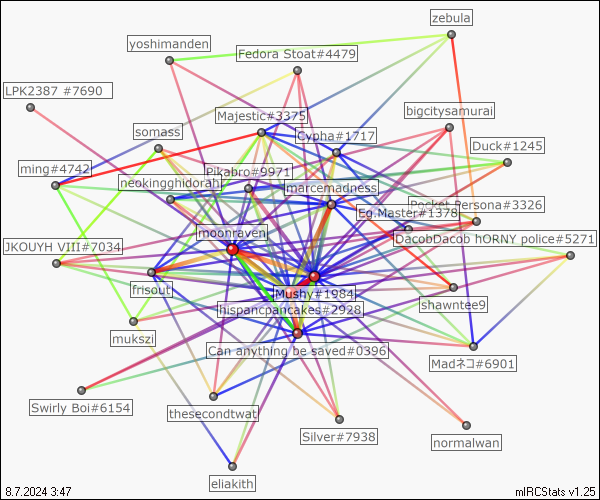 zebula
yoshimanden
Fedora Stoat#4479
LPK2387 #7690
bigcitysamurai
Majestic#3375
somass
Cypha#1717
Duck#1245
ming#4742
Pikabro#9971
neokingghidorah
marcemadness
Pocket Persona#3326
Eg.Master#1378
moonraven
DacobDacob hORNY police#5271
JKOUYH VIII#7034
frisout
Mushy#1984
shawntee9
hispancpancakes#2928
mukszi
Can anything be saved#0396
Madネコ#6901
Swirly Boi#6154
thesecondtwat
Silver#7938
normalwan
eliakith
8.7.2024 3:47
mIRCStats v1.25